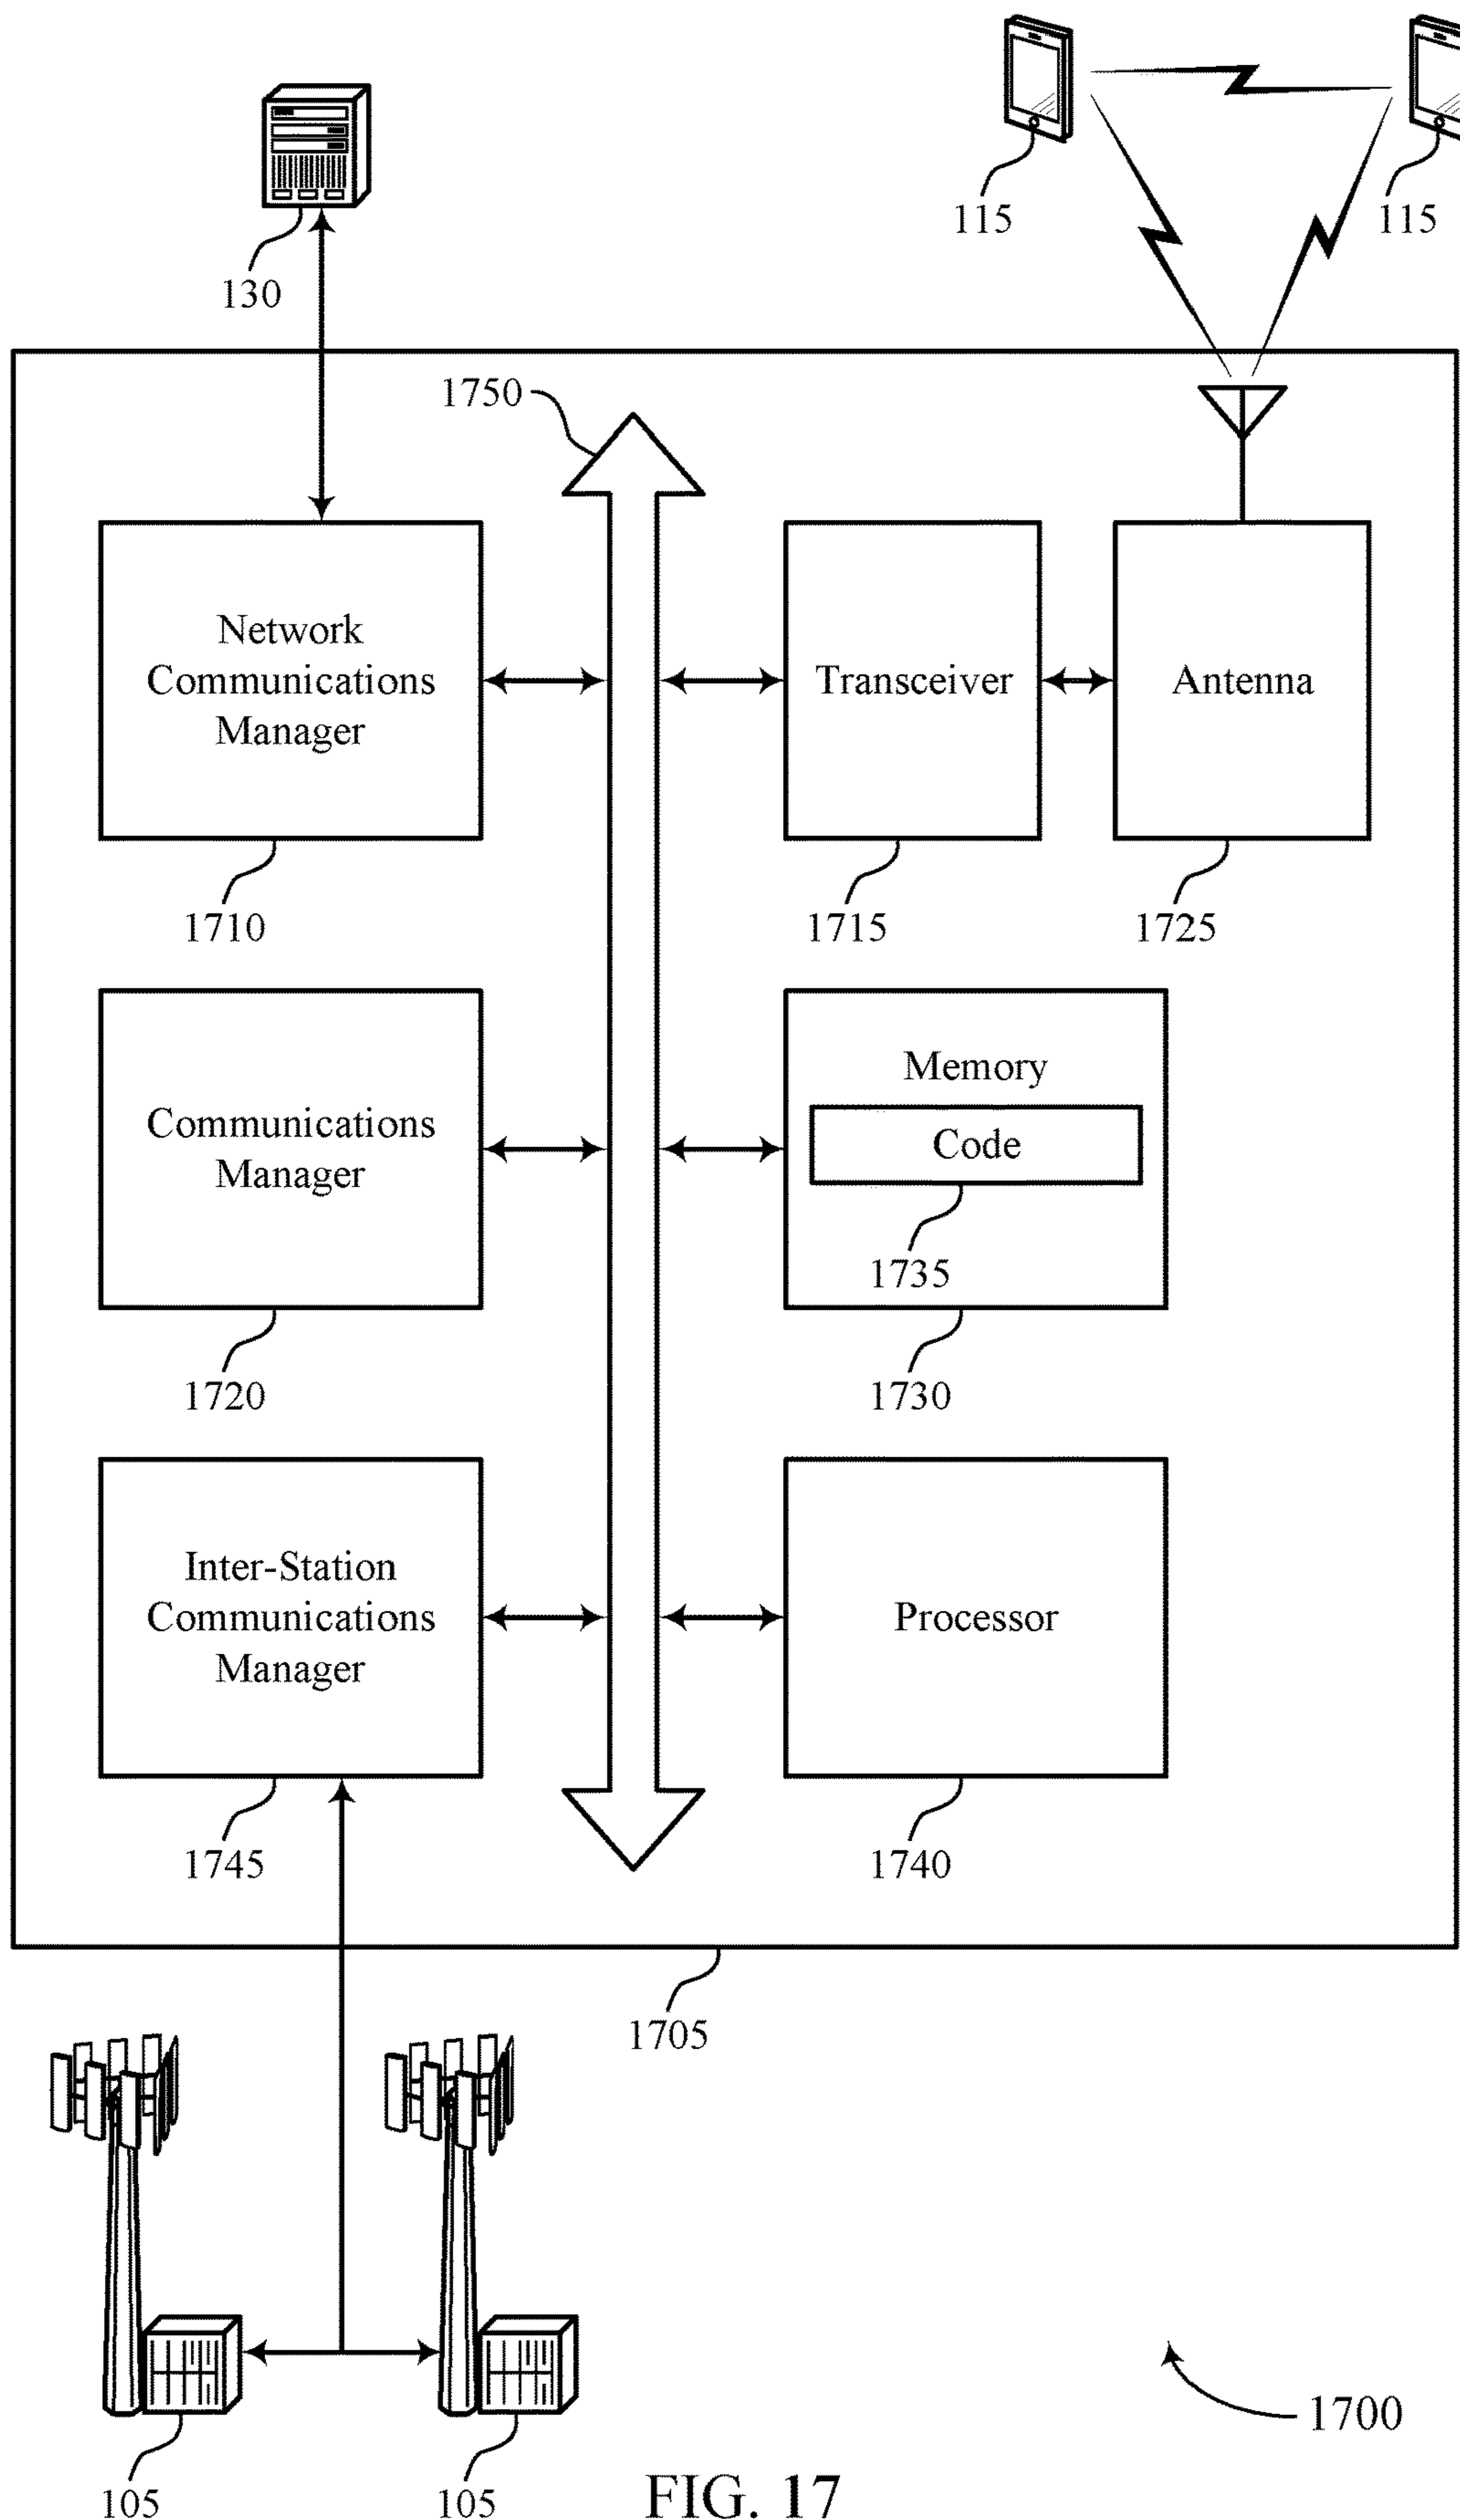 115
115
130
1750
Network
Communications
Manager
Transceiver
Antenna
1710
1715
1725
Communications
Manager
Memory
Code
1735
1720
1730
Inter-Station
Communications
Manager
Processor
1745
1740
1705
105
105
1700
FIG. 17